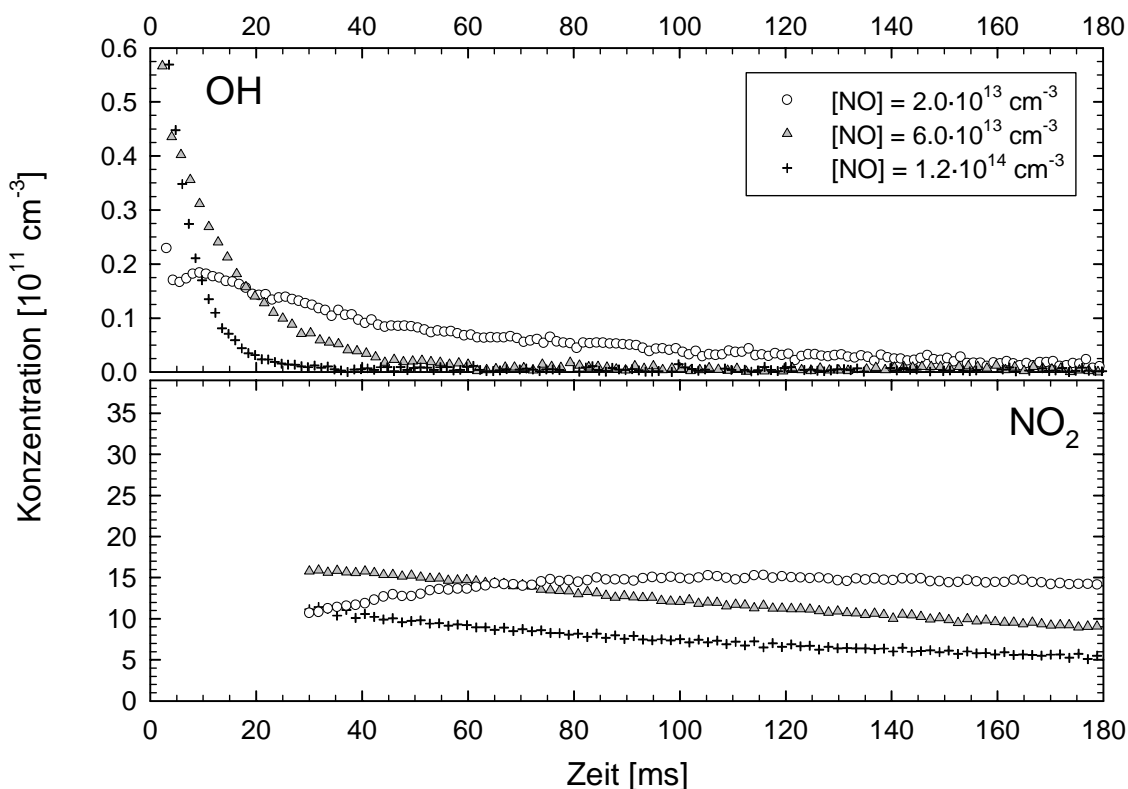 0 20 40 60 80 100 120 140 160 180
0.6
0.5
0.4
0.3
0.2
0.1
0.0
OH
[NO] = 2.0·10¹³ cm⁻³
[NO] = 6.0·10¹³ cm⁻³
[NO] = 1.2·10¹⁴ cm⁻³
Konzentration [10¹¹ cm⁻³]
35
30
25
20
15
10
5
0
NO₂
0 20 40 60 80 100 120 140 160 180
Zeit [ms]